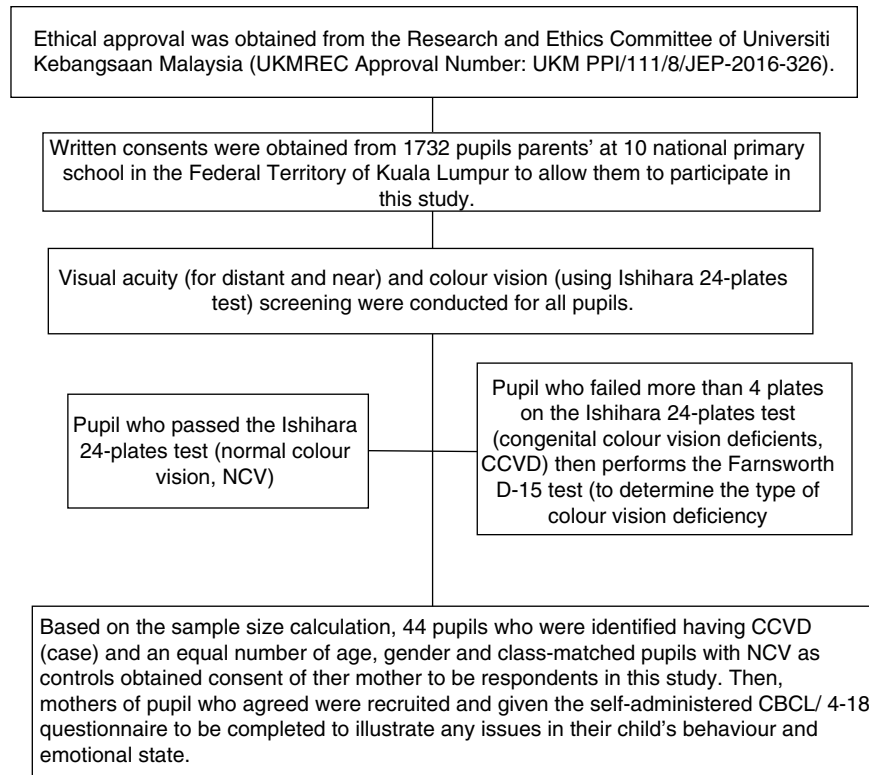 Ethical approval was obtained from the Research and Ethics Committee of Universiti
Kebangsaan Malaysia (UKMREC Approval Number: UKM PPI/111/8/JEP-2016-326).
Written consents were obtained from 1732 pupils parents' at 10 national primary
school in the Federal Territory of Kuala Lumpur to allow them to participate in
this study.
Visual acuity (for distant and near) and colour vision (using Ishihara 24-plates
test) screening were conducted for all pupils.
Pupil who passed the Ishihara
24-plates test (normal colour
vision, NCV)
Pupil who failed more than 4 plates
on the Ishihara 24-plates test
(congenital colour vision deficients,
CCVD) then performs the Farnsworth
D-15 test (to determine the type of
colour vision deficiency
Based on the sample size calculation, 44 pupils who were identified having CCVD
(case) and an equal number of age, gender and class-matched pupils with NCV as
controls obtained consent of ther mother to be respondents in this study. Then,
mothers of pupil who agreed were recruited and given the self-administered CBCL/ 4-18
questionnaire to be completed to illustrate any issues in their child's behaviour and
emotional state.